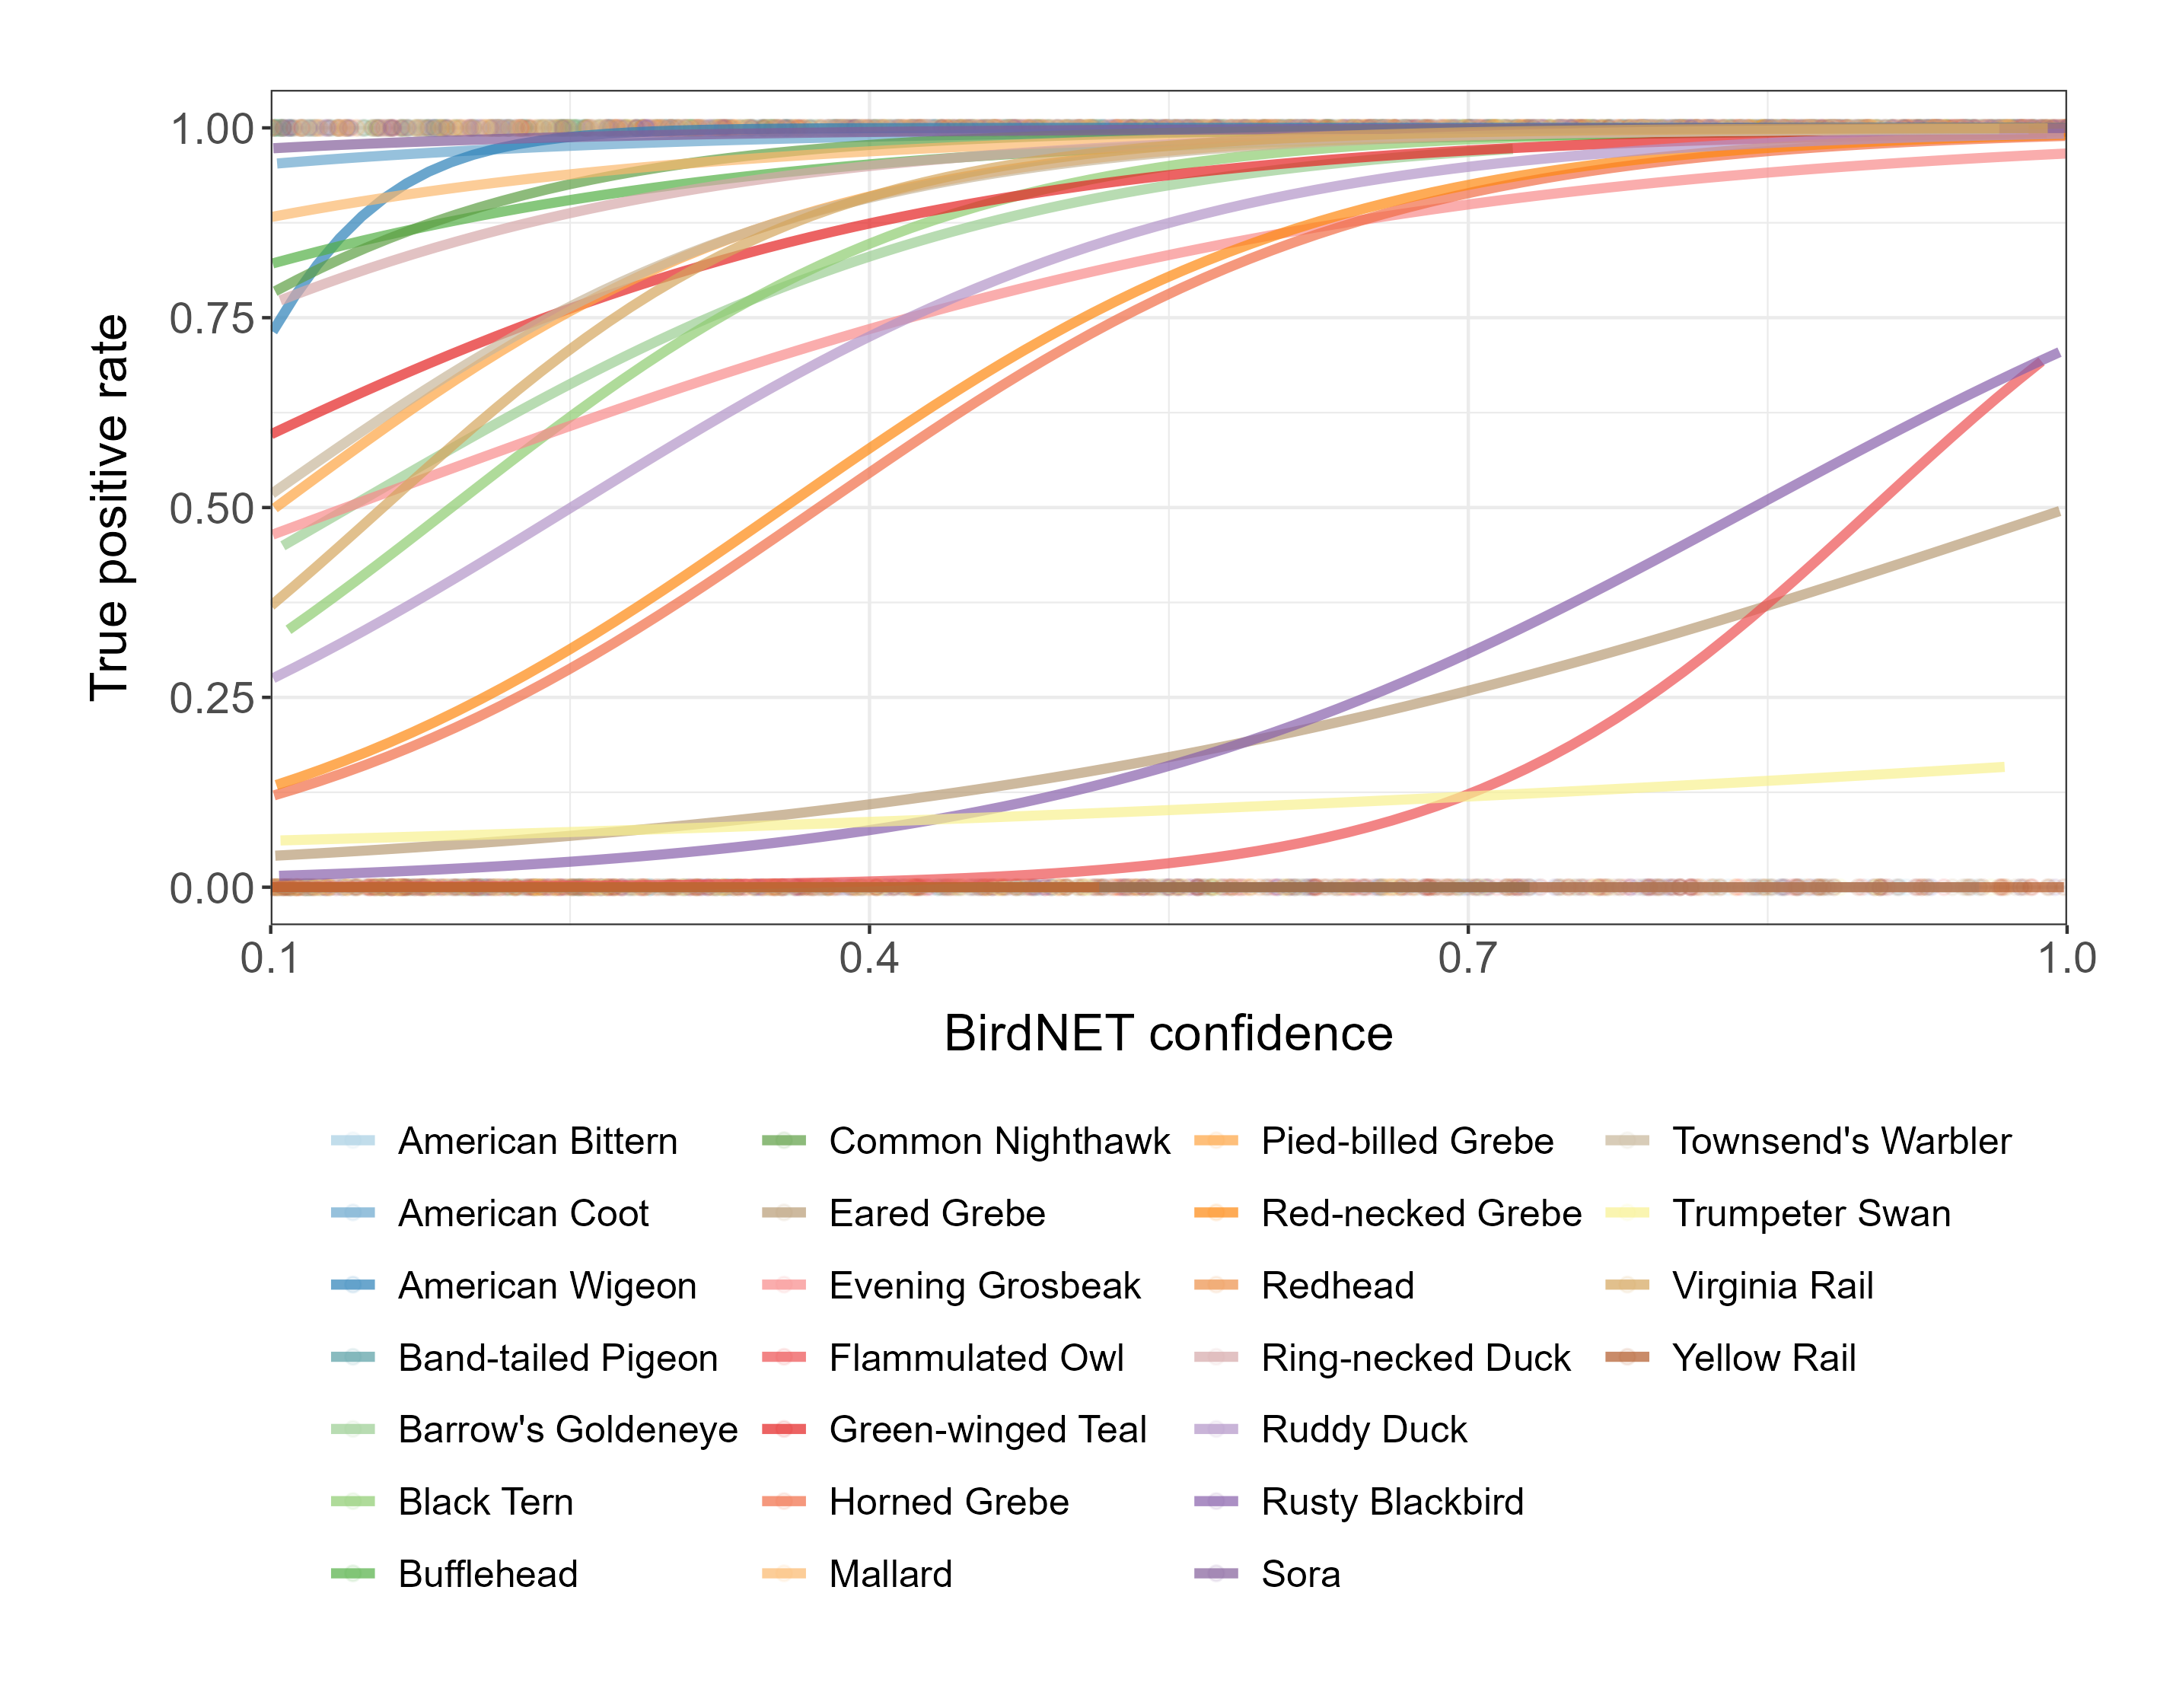 1.00
0.75
0.50
0.25
0.00
True positive rate
0.1 0.4 0.7 1.0
BirdNET confidence
American Bittern
American Coot
American Wigeon
Band-tailed Pigeon
Barrow's Goldeneye
Black Tern
Bufflehead
Common Nighthawk
Eared Grebe
Evening Grosbeak
Flammulated Owl
Green-winged Teal
Horned Grebe
Mallard
Pied-billed Grebe
Red-necked Grebe
Redhead
Ring-necked Duck
Ruddy Duck
Rusty Blackbird
Sora
Townsend's Warbler
Trumpeter Swan
Virginia Rail
Yellow Rail